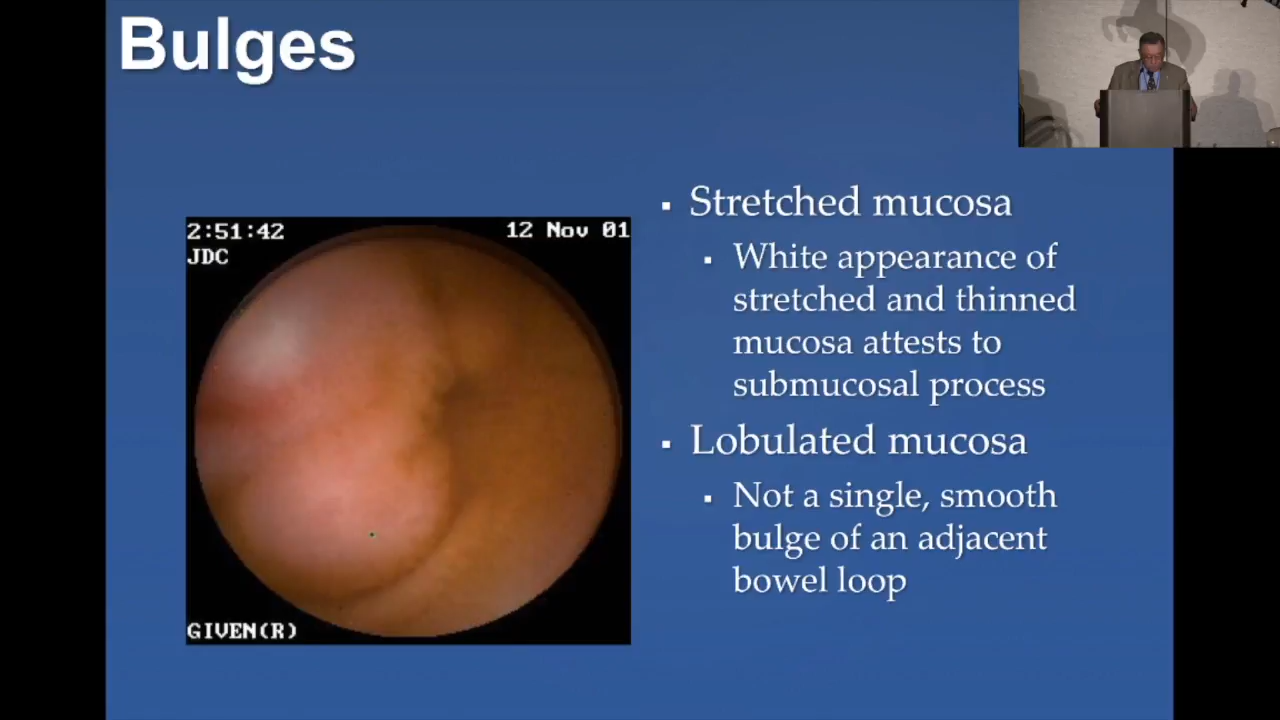 Bulges
2:51:42
12 Nov 01
JDC
GIVEN(R)
▪ Stretched mucosa
▪ White appearance of
stretched and thinned
mucosa attests to
submucosal process
▪ Lobulated mucosa
▪ Not a single, smooth
bulge of an adjacent
bowel loop